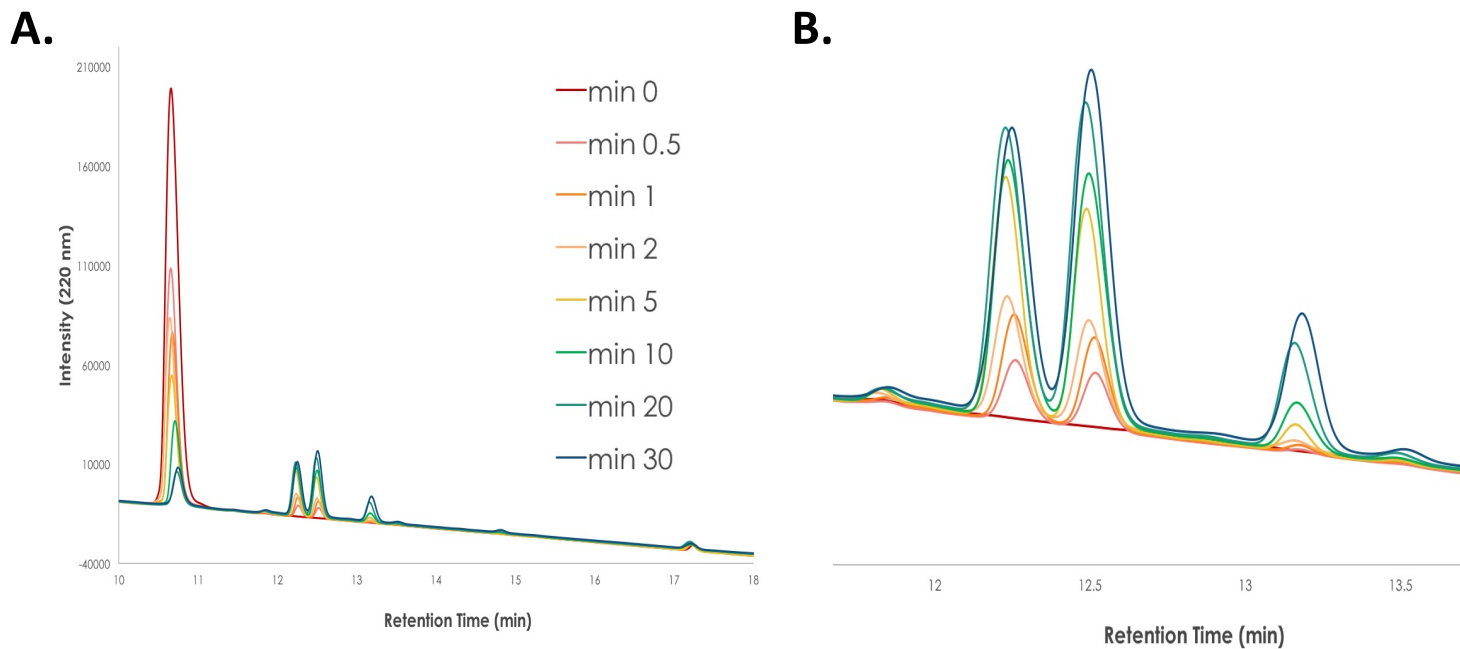 A.
210000
160000
110000
60000
10000
-40000
Intensity (220 nm)
10 11 12 13 14 15 16 17 18
Retention Time (min)
min 0
min 0.5
min 1
min 2
min 5
min 10
min 20
min 30
B.
12 12.5 13 13.5
Retention Time (min)